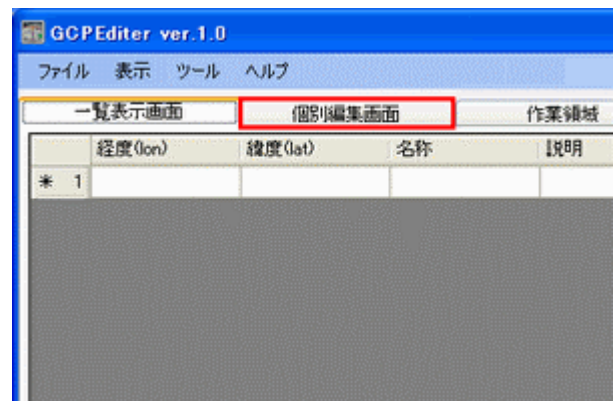 GCPEditer ver.1.0
ファイル 表示 ツール ヘルプ
一覧表示画面 個別編集画面 作業領域
経度(lon) 緯度(lat) 名称 説明
* 1